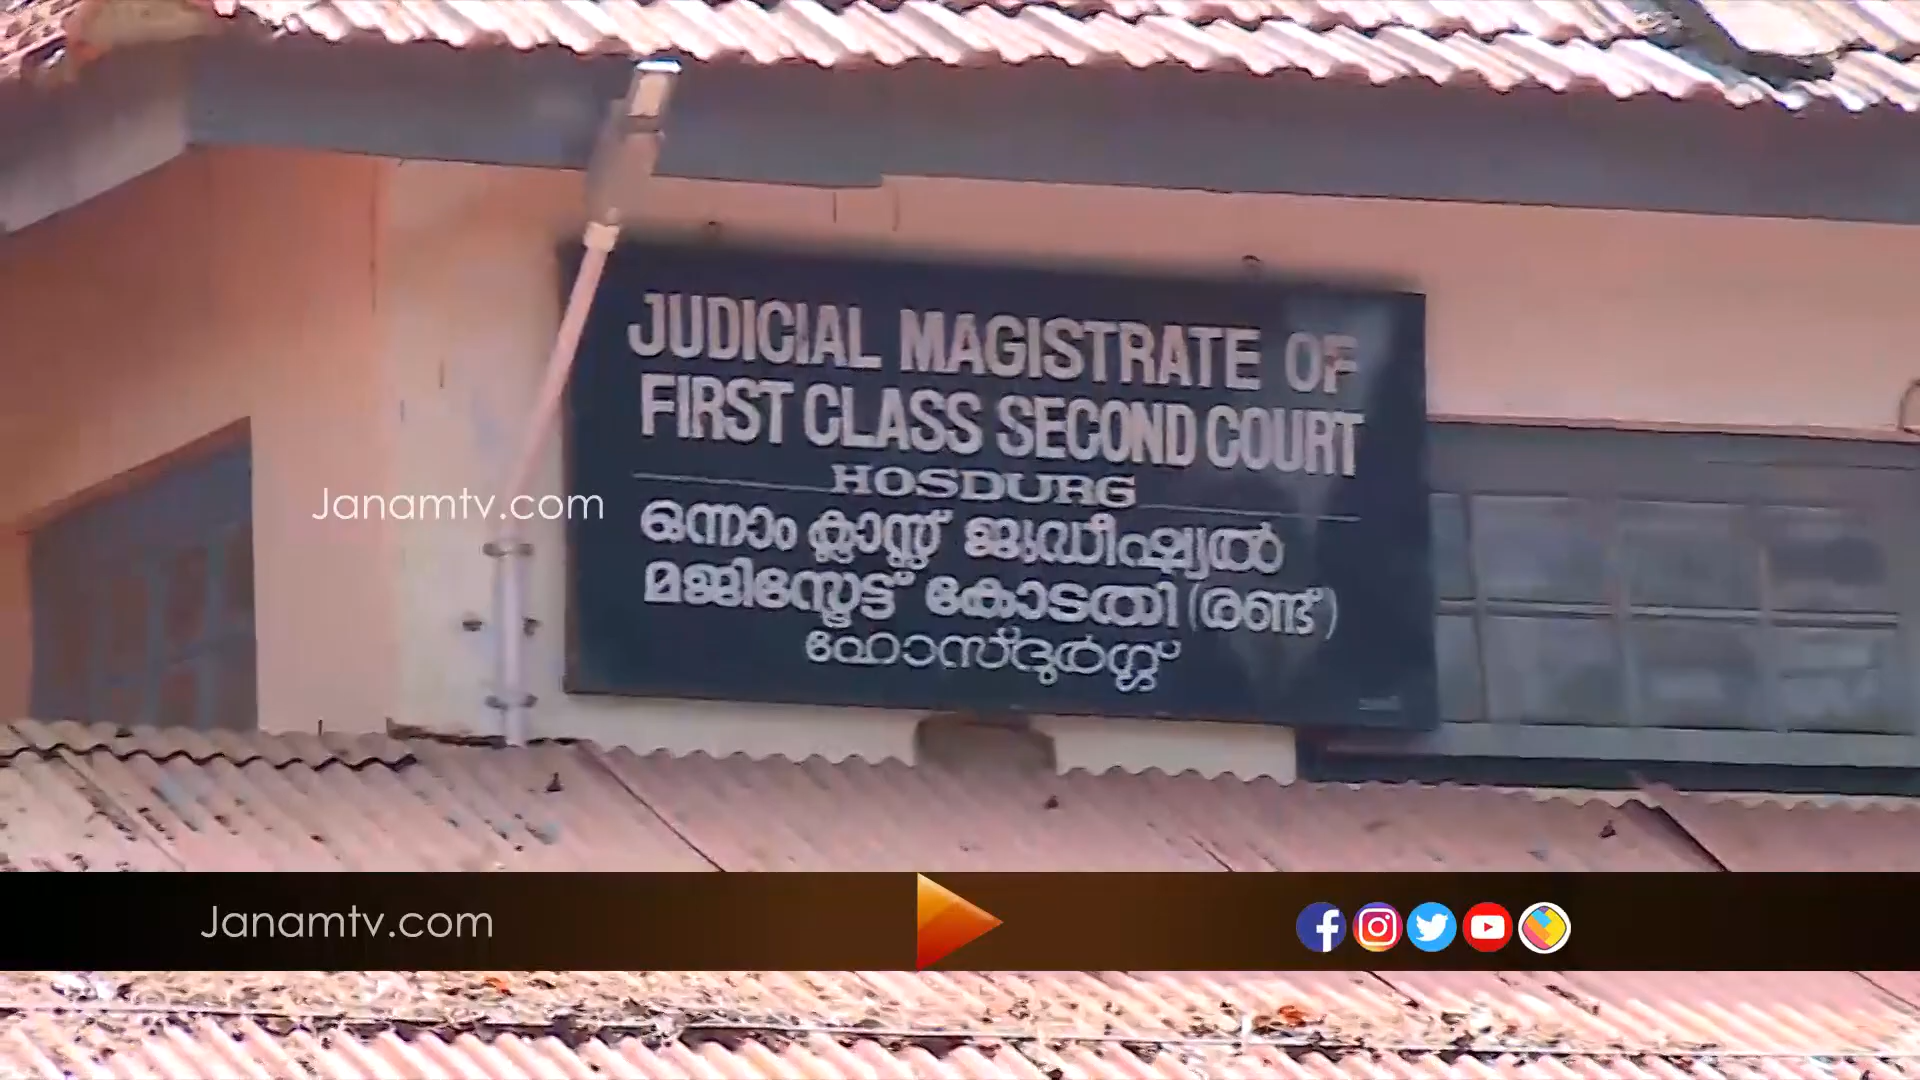 JUDICIAL MAGISTRATE OF
FIRST CLASS SECOND COURT
HOSDURG
ഒന്നാം ക്ലാസ്സ് ജ്യുഡീഷ്യൽ
മജിസ്ട്രേട്ട് കോടതി (രണ്ട്)
ഹോസ്ദുർഗ്ഗ്
Janamtv.com
Janamtv.com